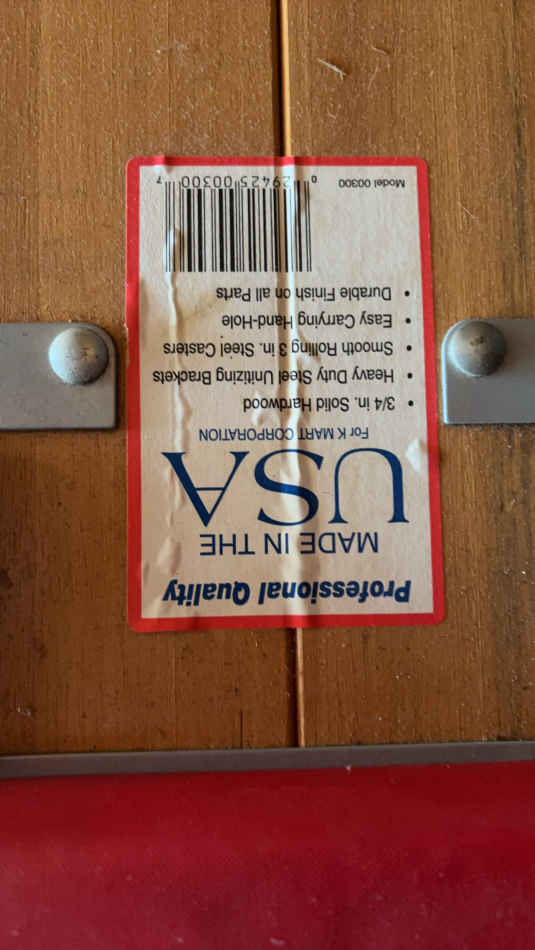 Professional Quality
MADE IN THE
USA
For K MART CORPORATION
• 3/4 in. Solid Hardwood
• Heavy Duty Steel Unitizing Brackets
• Smooth Rolling 3 in. Steel Casters
• Easy Carrying Hand-Hole
• Durable Finish on all Parts
Model 00300
0 29425 00300 7